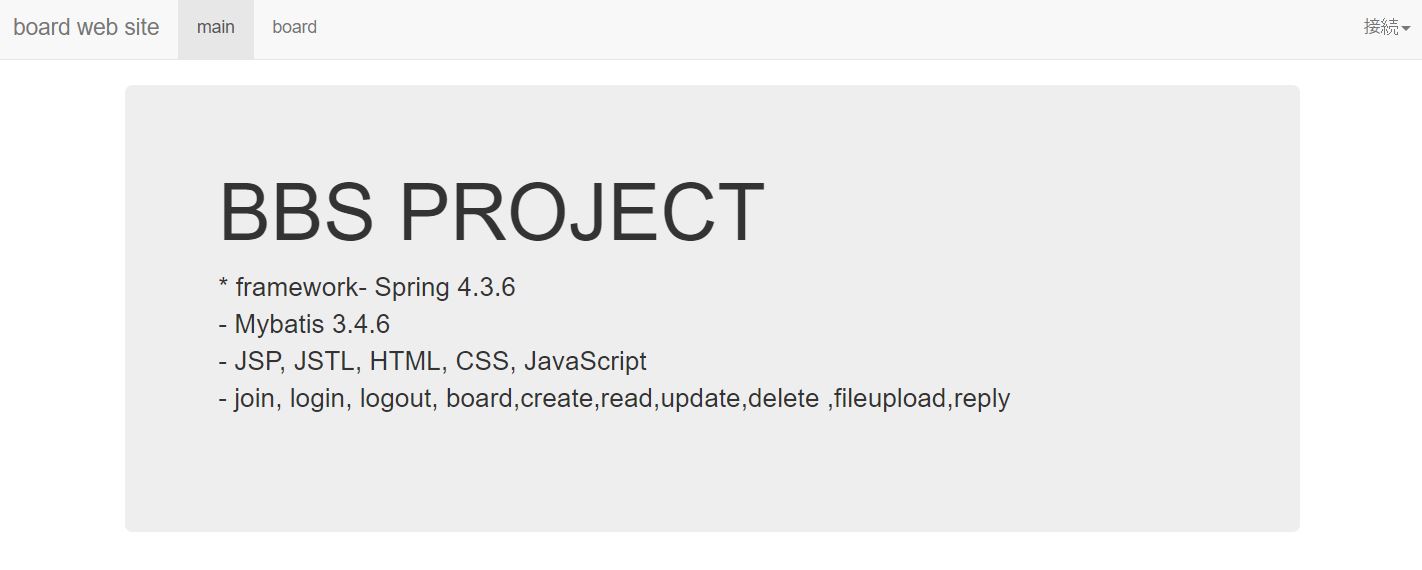 board web site main board 接続
BBS PROJECT
* framework- Spring 4.3.6
- Mybatis 3.4.6
- JSP, JSTL, HTML, CSS, JavaScript
- join, login, logout, board,create,read,update,delete ,fileupload,reply